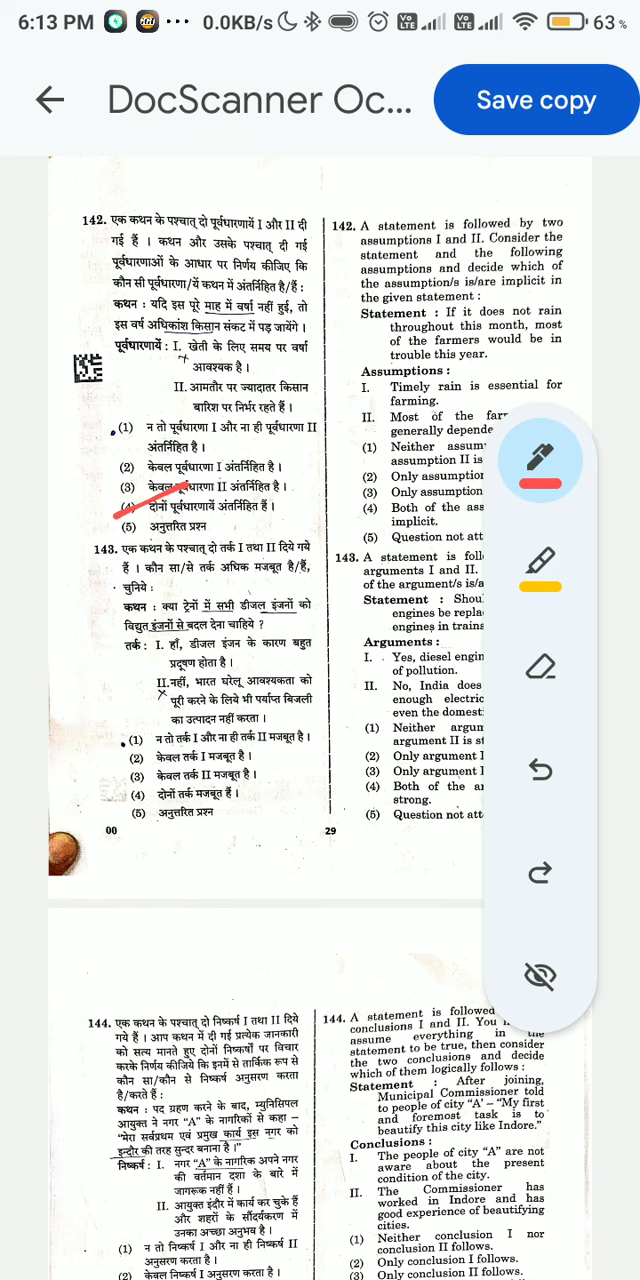 6:13 PM
0.0KB/s
Vo LTE
Vo LTE
63%
DocScanner Oc...
Save copy
142. एक कथन के पश्चात् दो पूर्वधारणायें I और II दी
गई हैं । कथन और उसके पश्चात् दी गई
पूर्वधारणाओं के आधार पर निर्णय कीजिए कि
कौन सी पूर्वधारणा/यें कथन में अंतर्निहित है/हैं :
कथन : यदि इस पूरे माह में वर्षा नहीं हुई, तो
इस वर्ष अधिकांश किसान संकट में पड़ जायेंगे ।
पूर्वधारणायें : I. खेती के लिए समय पर वर्षा
आवश्यक है ।
II. आमतौर पर ज्यादातर किसान
बारिश पर निर्भर रहते हैं ।
(1) न तो पूर्वधारणा I और ना ही पूर्वधारणा II
अंतर्निहित है ।
(2) केवल पूर्वधारणा I अंतर्निहित है ।
(3) केवल पूर्वधारणा II अंतर्निहित है ।
(4) दोनों पूर्वधारणायें अंतर्निहित हैं ।
(5) अनुत्तरित प्रश्न
143. एक कथन के पश्चात् दो तर्क I तथा II दिये गये
हैं । कौन सा/से तर्क अधिक मजबूत है/हैं,
चुनिये :
कथन : क्या ट्रेनों में सभी डीजल इंजनों को
विद्युत इंजनों से बदल देना चाहिये ?
तर्क : I. हाँ, डीजल इंजन के कारण बहुत
प्रदूषण होता है ।
II. नहीं, भारत घरेलू आवश्यकता को
पूरी करने के लिये भी पर्याप्त बिजली
का उत्पादन नहीं करता ।
(1) न तो तर्क I और ना ही तर्क II मजबूत है ।
(2) केवल तर्क I मजबूत है ।
(3) केवल तर्क II मजबूत है ।
(4) दोनों तर्क मजबूत हैं ।
(5) अनुत्तरित प्रश्न
00
142. A statement is followed by two
assumptions I and II. Consider the
statement and the following
assumptions and decide which of
the assumption/s is/are implicit in
the given statement :
Statement : If it does not rain
throughout this month, most
of the farmers would be in
trouble this year.
Assumptions :
I. Timely rain is essential for
farming.
II. Most of the far
generally depende
(1) Neither assum
assumption II is
(2) Only assumption
(3) Only assumption
(4) Both of the ass
implicit.
(5) Question not att
143. A statement is foll
arguments I and II.
of the argument/s is/a
Statement : Shou
engines be repla
engines in trains
Arguments :
I. Yes, diesel engin
of pollution.
II. No, India does
enough electric
even the domest
(1) Neither argum
argument II is st
(2) Only argument I
(3) Only argument I
(4) Both of the a
strong.
(5) Question not att
29
144. एक कथन के पश्चात् दो निष्कर्ष I तथा II दिये
गये हैं । आप कथन में दी गई प्रत्येक जानकारी
को सत्य मानते हुए दोनों निष्कर्षों पर विचार
करके निर्णय कीजिये कि इनमें से तार्किक रूप से
कौन सा/कौन से निष्कर्ष अनुसरण करता
है/करते हैं :
कथन : पद ग्रहण करने के बाद, म्युनिसिपल
आयुक्त ने नगर "A" के नागरिकों से कहा –
"मेरा सर्वप्रथम एवं प्रमुख कार्य इस नगर को
इन्दौर की तरह सुन्दर बनाना है ।"
निष्कर्ष : I. नगर "A" के नागरिक अपने नगर
की वर्तमान दशा के बारे में
जागरूक नहीं हैं ।
II. आयुक्त इंदौर में कार्य कर चुके हैं
और शहरों के सौंदर्यकरण में
उनका अच्छा अनुभव है ।
(1) न तो निष्कर्ष I और ना ही निष्कर्ष II
अनुसरण करता है ।
(2) केवल निष्कर्ष I अनुसरण करता है ।
144. A statement is followed
conclusions I and II. You
assume everything in the
statement to be true, then consider
the two conclusions and decide
which of them logically follows :
Statement : After joining,
Municipal Commissioner told
to people of city "A' – "My first
and foremost task is to
beautify this city like Indore."
Conclusions :
I. The people of city "A" are not
aware about the present
condition of the city.
II. The Commissioner has
worked in Indore and has
good experience of beautifying
cities.
(1) Neither conclusion I nor
conclusion II follows.
(2) Only conclusion I follows.
(3) Only conclusion II follows.